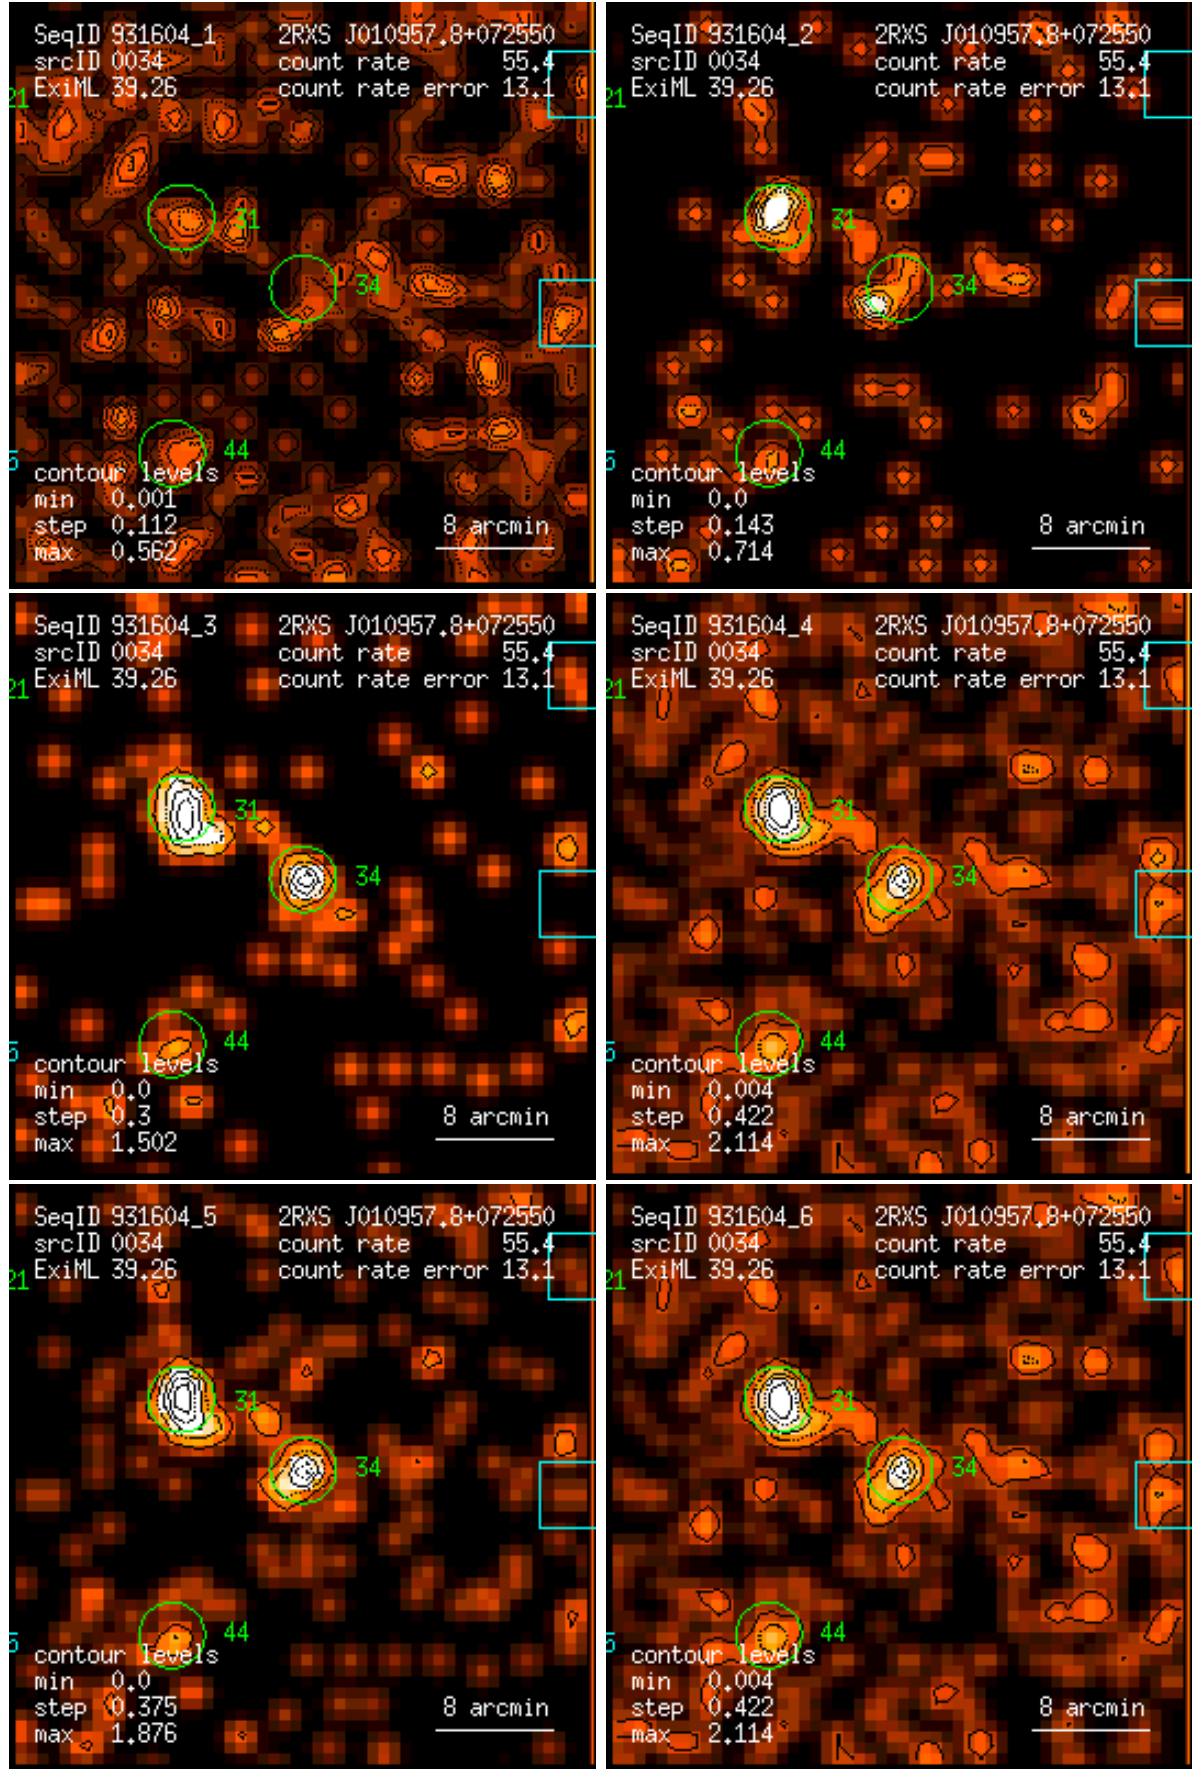 SeqID 931604_1 2RXS J010957.8+072550
srcID 0034 count rate 55.4
ExiML 39.26 count rate error 13.1
21
31
34
44
5
contour levels
min 0.001
step 0.112
max 0.562
8 arcmin
SeqID 931604_2 2RXS J010957.8+072550
srcID 0034 count rate 55.4
ExiML 39.26 count rate error 13.1
21
31
34
44
5
contour levels
min 0.0
step 0.143
max 0.714
8 arcmin
SeqID 931604_3 2RXS J010957.8+072550
srcID 0034 count rate 55.4
ExiML 39.26 count rate error 13.1
21
31
34
44
5
contour levels
min 0.0
step 0.3
max 1.502
8 arcmin
SeqID 931604_4 2RXS J010957.8+072550
srcID 0034 count rate 55.4
ExiML 39.26 count rate error 13.1
21
31
34
44
5
contour levels
min 0.004
step 0.422
max 2.114
8 arcmin
SeqID 931604_5 2RXS J010957.8+072550
srcID 0034 count rate 55.4
ExiML 39.26 count rate error 13.1
21
31
34
44
5
contour levels
min 0.0
step 0.375
max 1.876
8 arcmin
SeqID 931604_6 2RXS J010957.8+072550
srcID 0034 count rate 55.4
ExiML 39.26 count rate error 13.1
21
31
34
44
5
contour levels
min 0.004
step 0.422
max 2.114
8 arcmin